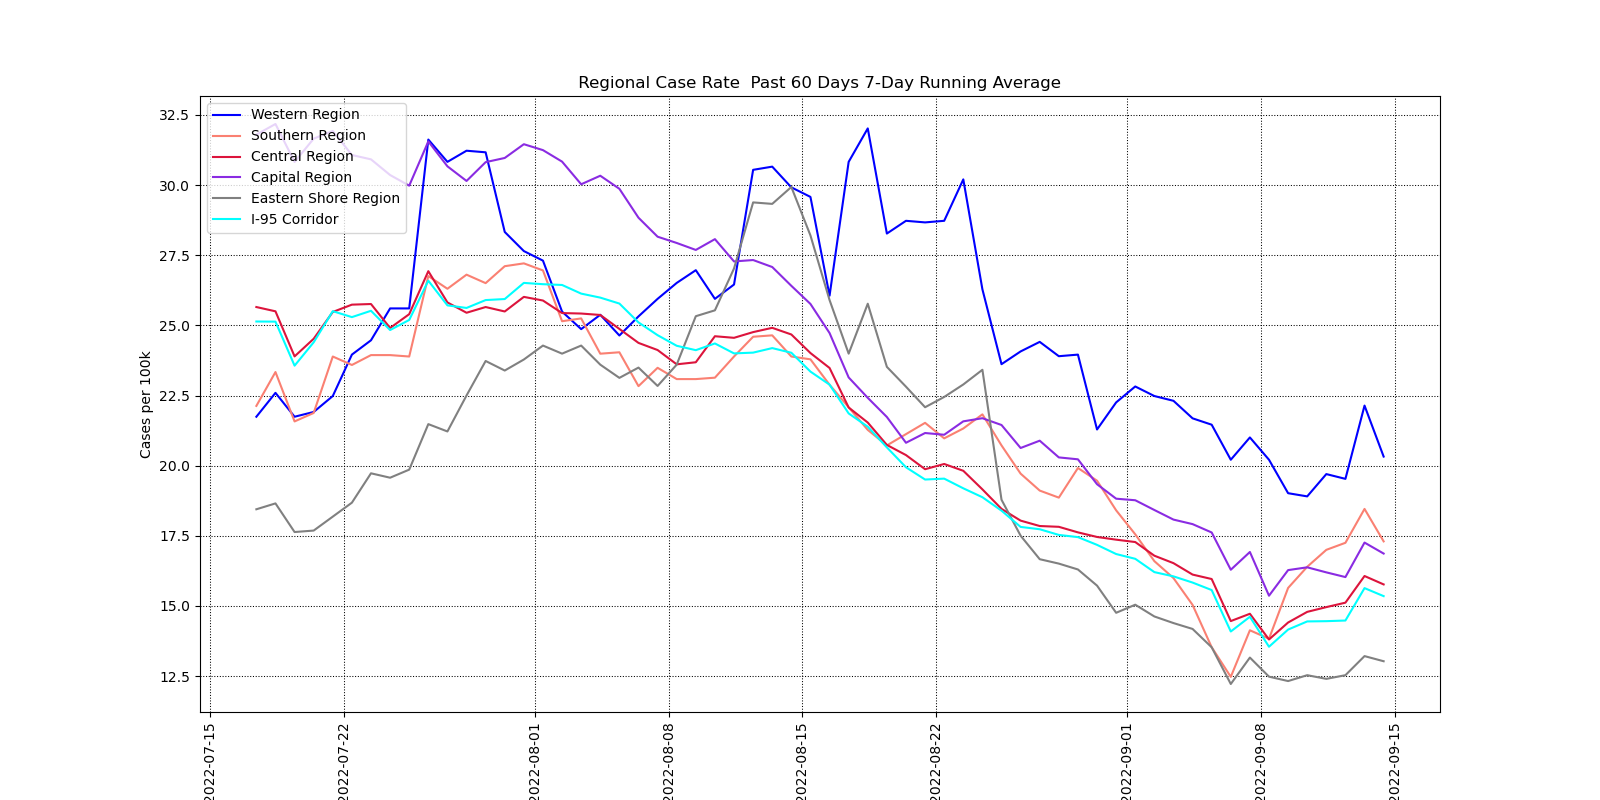 Regional Case Rate  Past 60 Days 7-Day Running Average
32.5
30.0
27.5
25.0
22.5
20.0
17.5
15.0
12.5
Cases per 100k
Western Region
Southern Region
Central Region
Capital Region
Eastern Shore Region
I-95 Corridor
2022-07-15
2022-07-22
2022-08-01
2022-08-08
2022-08-15
2022-08-22
2022-09-01
2022-09-08
2022-09-15